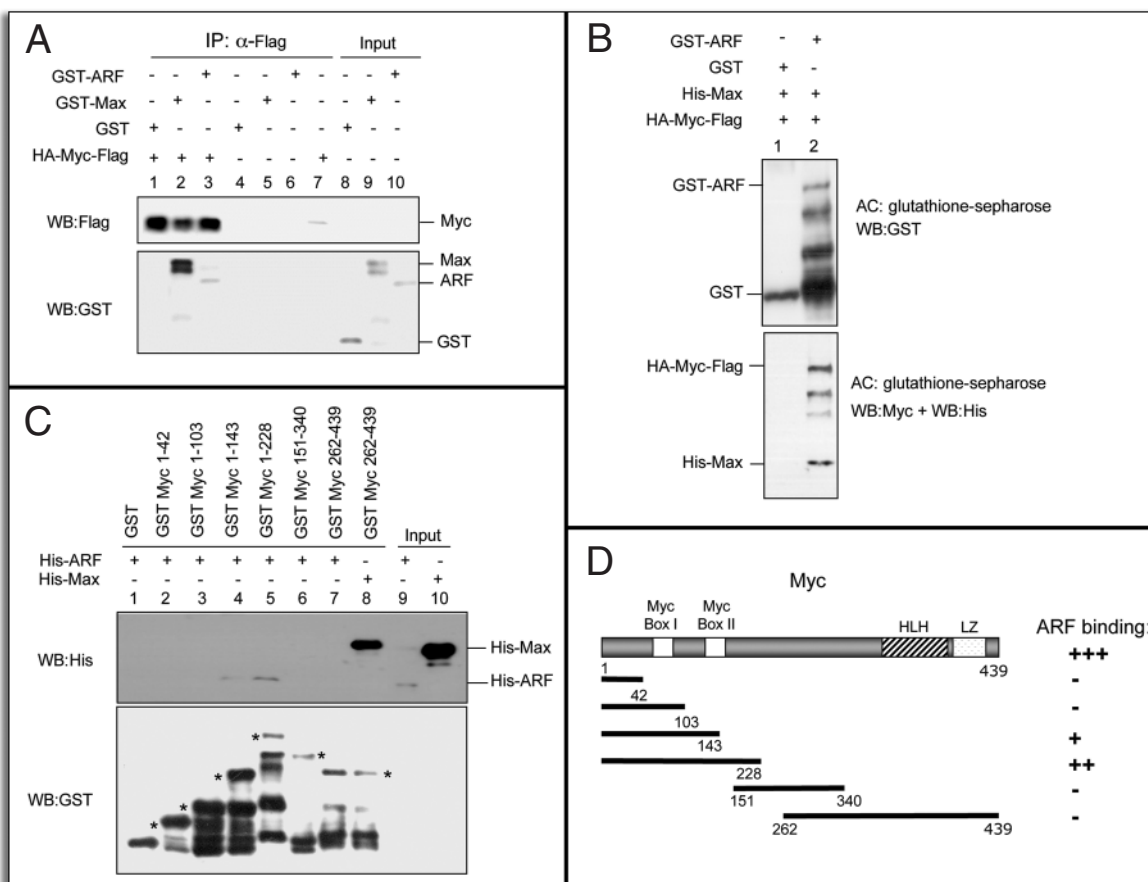 A
IP: α-Flag Input
GST-ARF - - + - - + - - - +
GST-Max - + - - + - - - + -
GST + - - + - - - + - -
HA-Myc-Flag + + + - - - + - - -
1 2 3 4 5 6 7 8 9 10
WB:Flag Myc
WB:GST Max
ARF
GST
B
GST-ARF - +
GST + -
His-Max + +
HA-Myc-Flag + +
1 2
GST-ARF
AC: glutathione-sepharose
WB:GST
GST
HA-Myc-Flag
AC: glutathione-sepharose
WB:Myc + WB:His
His-Max
C
GST
GST Myc 1-42
GST Myc 1-103
GST Myc 1-143
GST Myc 1-228
GST Myc 151-340
GST Myc 262-439
GST Myc 262-439
Input
His-ARF + + + + + + + - + -
His-Max - - - - - - - + - +
1 2 3 4 5 6 7 8 9 10
WB:His His-Max
His-ARF
WB:GST * * * * * * *
D
Myc
Myc Box I Myc Box II HLH LZ ARF binding:
+++
1 439
-
42
-
103
+
143
++
228
151 340 -
262 439 -